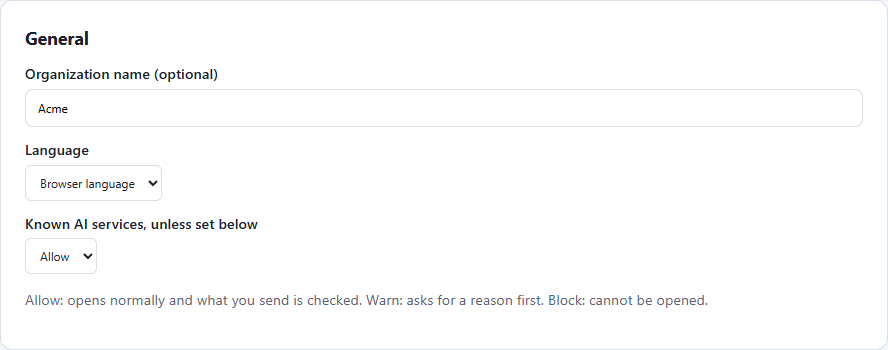 General
Organization name (optional)
Acme
Language
Browser language
Known AI services, unless set below
Allow
Allow: opens normally and what you send is checked. Warn: asks for a reason first. Block: cannot be opened.